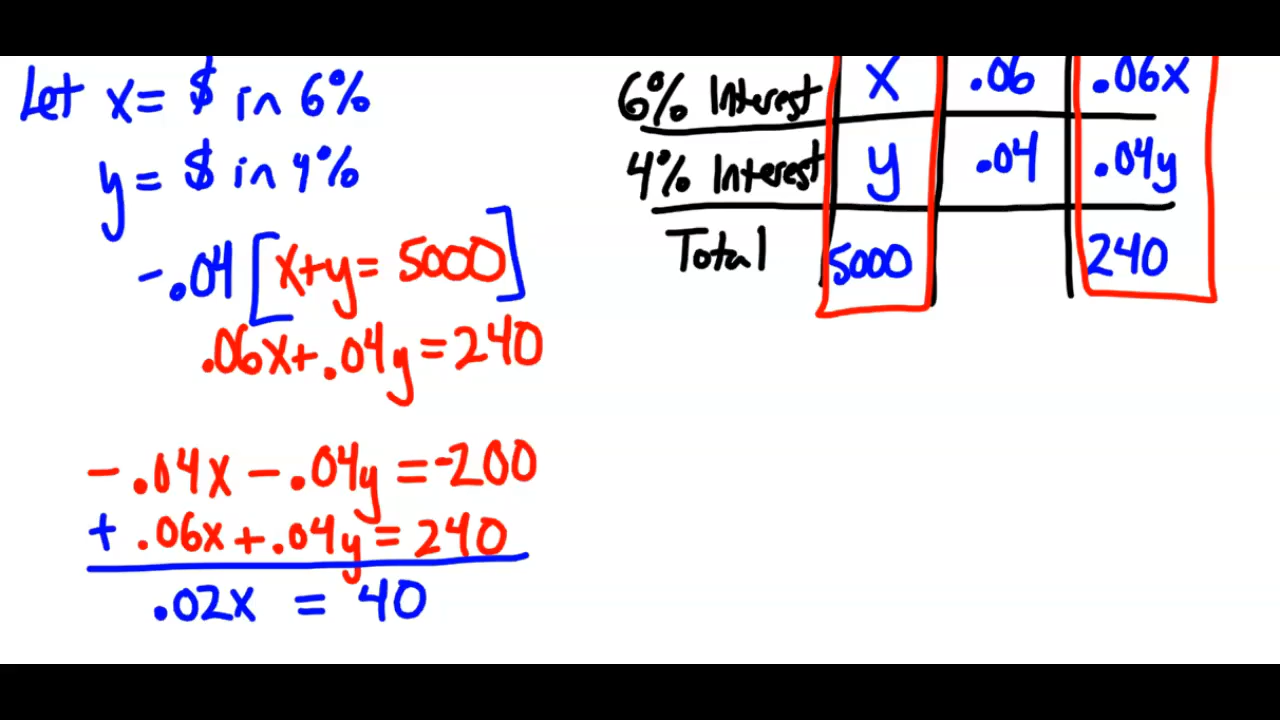 Let x = $ in 6%
y = $ in 4%
-.04 [x+y = 5000]
.06x + .04y = 240
- .04x - .04y = -200
+ .06x + .04y = 240
.02x = 40
6% Interest x .06 .06x
4% Interest y .04 .04y
Total 5000 240